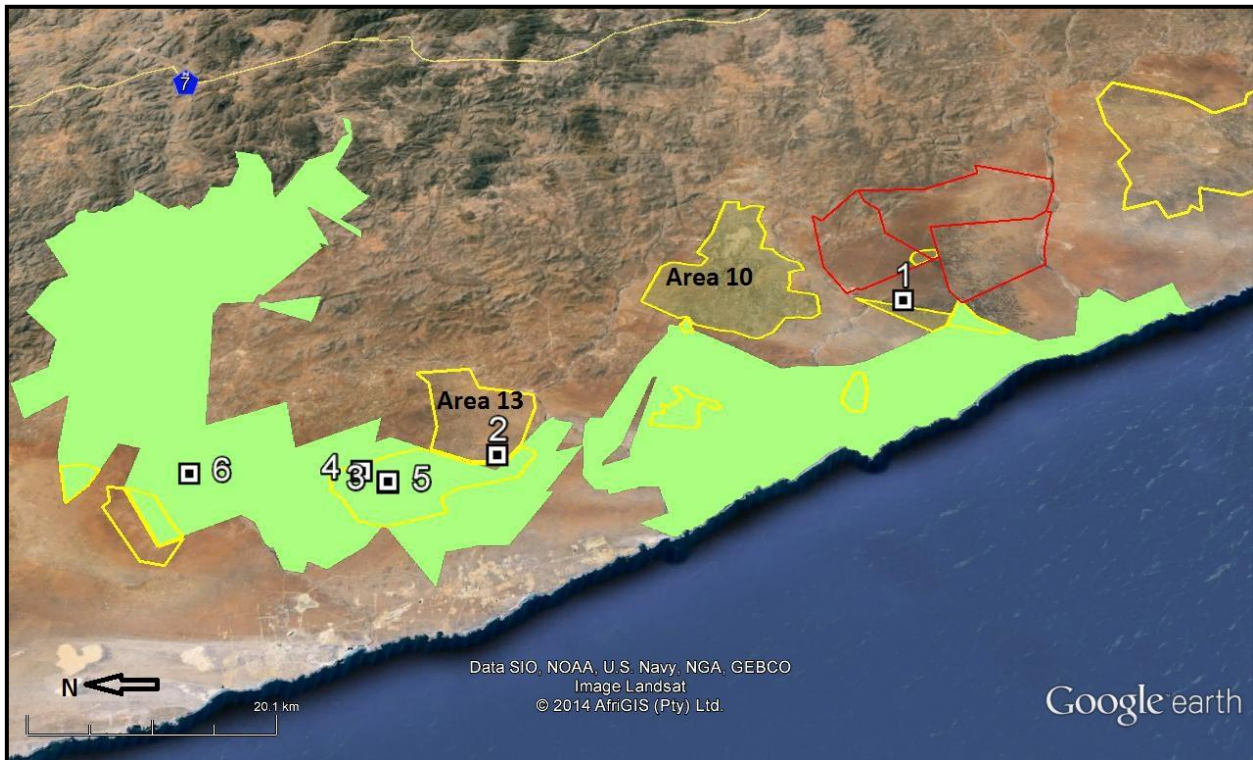 7
Area 10
1
Area 13
2
4
3
5
6
Data SIO, NOAA, U.S. Navy, NGA, GEBCO
Image Landsat
© 2014 AfriGIS (Pty) Ltd.
N
20.1 km
Google earth